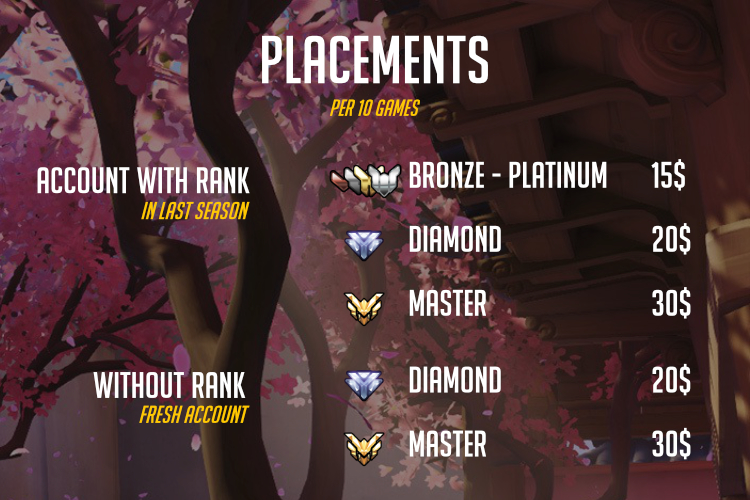 PLACEMENTS
PER 10 GAMES
ACCOUNT WITH RANK
IN LAST SEASON
BRONZE - PLATINUM 15$
DIAMOND 20$
MASTER 30$
WITHOUT RANK
FRESH ACCOUNT
DIAMOND 20$
MASTER 30$